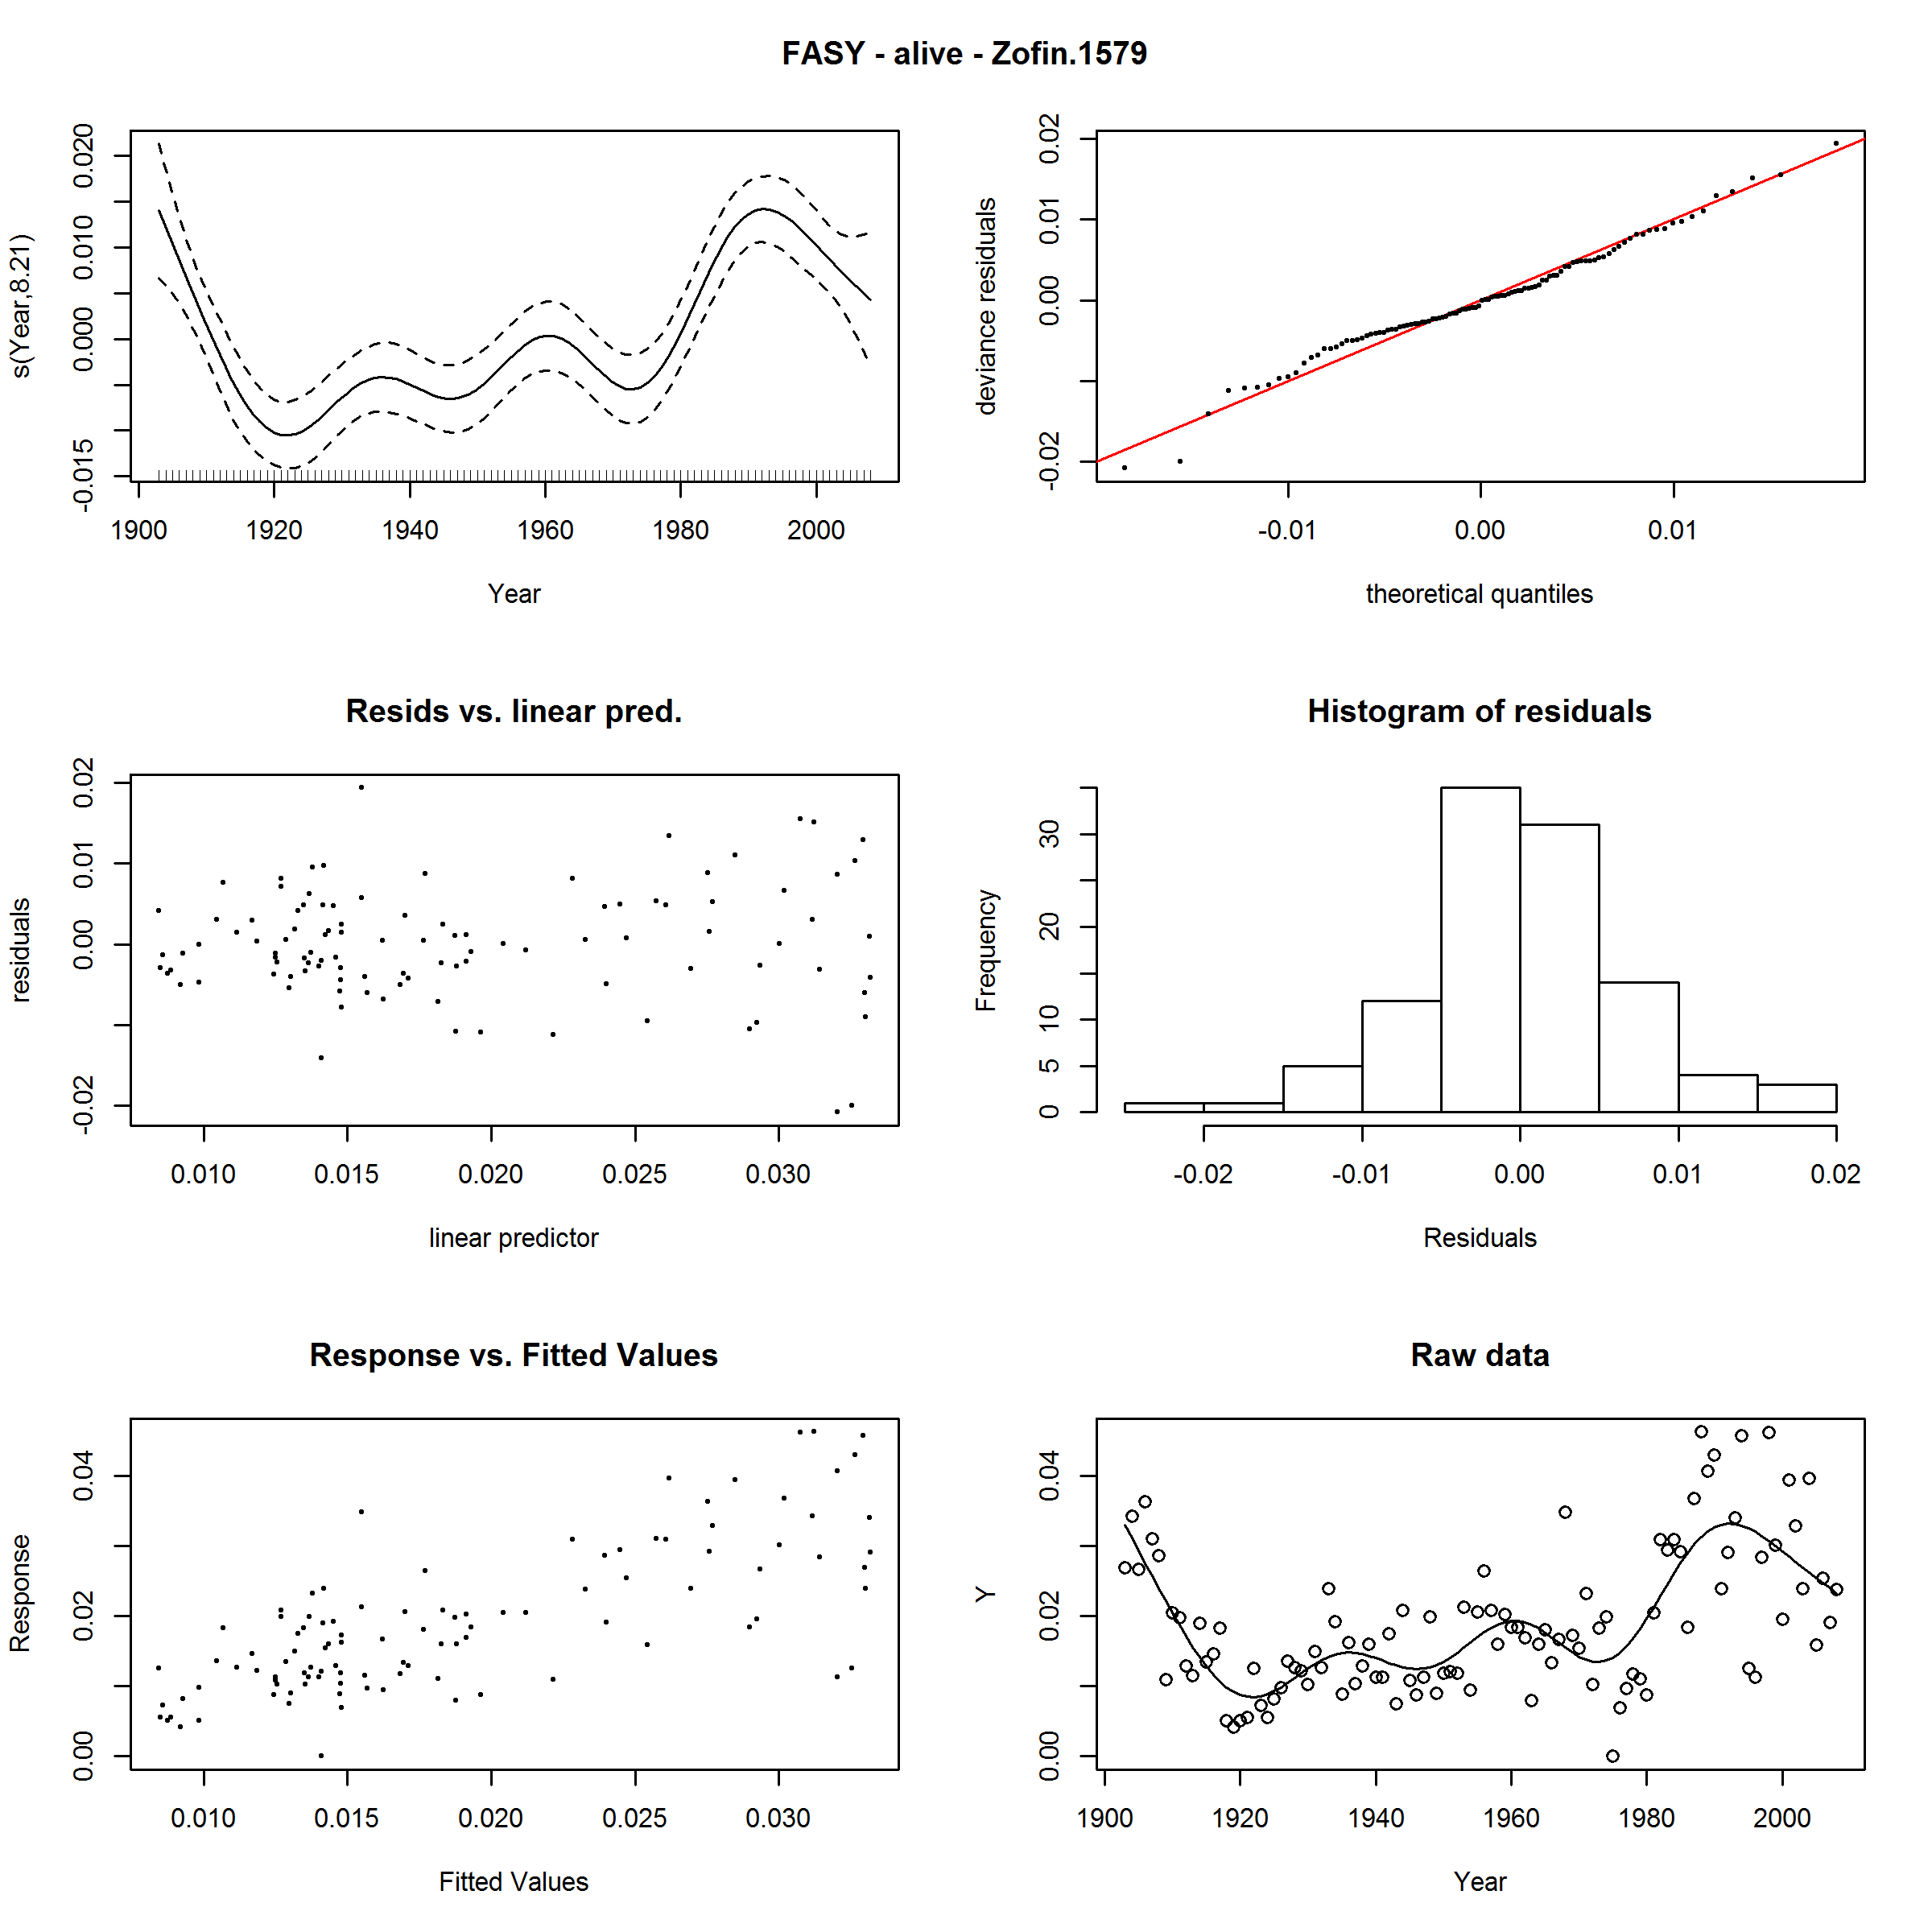 FASY - alive - Zofin.1579
s(Year,8.21)
-0.015 0.000 0.010 0.020
1900 1920 1940 1960 1980 2000
Year
deviance residuals
-0.02 0.00 0.01 0.02
-0.01 0.00 0.01
theoretical quantiles
Resids vs. linear pred.
residuals
-0.02 0.00 0.01 0.02
0.010 0.015 0.020 0.025 0.030
linear predictor
Histogram of residuals
Frequency
0 5 10 20 30
-0.02 -0.01 0.00 0.01 0.02
Residuals
Response vs. Fitted Values
Response
0.00 0.02 0.04
0.010 0.015 0.020 0.025 0.030
Fitted Values
Raw data
Y
0.00 0.02 0.04
1900 1920 1940 1960 1980 2000
Year